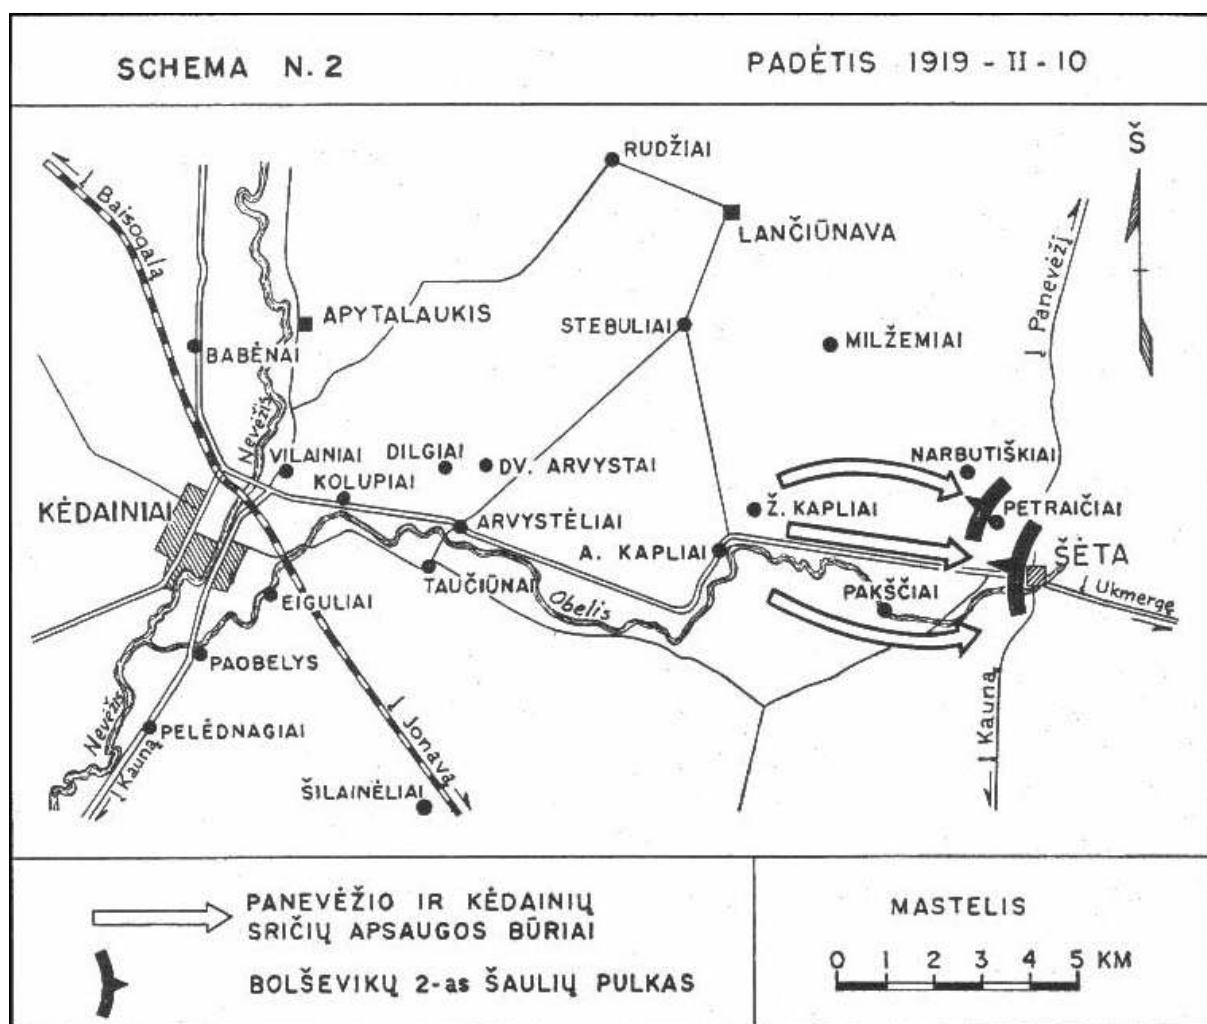 SCHEMA N. 2
PADĖTIS 1919 - II - 10
RUDŽIAI
Š
Į Baisogalą
LANČIŪNAVA
Į Panevėžį
APYTALAUKIS
STEBULIAI
MILŽEMIAI
BABĖNAI
Nevėžis
VILAINIAI
DILGIAI
DV. ARVYSTAI
NARBUTIŠKIAI
KOLUPIAI
KĖDAINIAI
ARVYSTĖLIAI
Ž. KAPLIAI
PETRAIČIAI
A. KAPLIAI
ŠĖTA
TAUČIŪNAI
Obelis
PAKŠČIAI
Į Ukmergę
EIGULIAI
PAOBELYS
Nevėžis
PELĖDNAGIAI
Į Kauną
Į Jonavą
Į Kauną
ŠILAINĖLIAI
PANEVĖŽIO IR KĖDAINIŲ
SRIČIŲ APSAUGOS BŪRIAI
BOLŠEVIKŲ 2-as ŠAULIŲ PULKAS
MASTELIS
0 1 2 3 4 5 KM